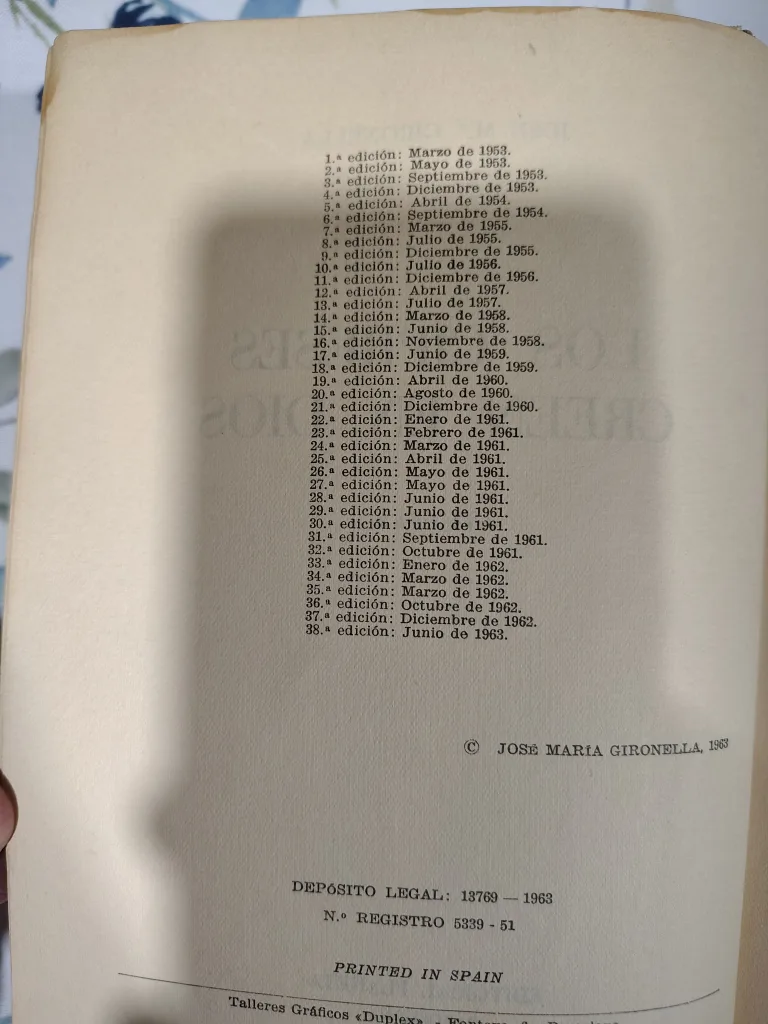 1.ª edición: Marzo de 1953.
2.ª edición: Mayo de 1953.
3.ª edición: Septiembre de 1953.
4.ª edición: Diciembre de 1953.
5.ª edición: Abril de 1954.
6.ª edición: Septiembre de 1954.
7.ª edición: Marzo de 1955.
8.ª edición: Julio de 1955.
9.ª edición: Diciembre de 1955.
10.ª edición: Julio de 1956.
11.ª edición: Diciembre de 1956.
12.ª edición: Abril de 1957.
13.ª edición: Julio de 1957.
14.ª edición: Marzo de 1958.
15.ª edición: Junio de 1958.
16.ª edición: Noviembre de 1958.
17.ª edición: Junio de 1959.
18.ª edición: Diciembre de 1959.
19.ª edición: Abril de 1960.
20.ª edición: Agosto de 1960.
21.ª edición: Diciembre de 1960.
22.ª edición: Enero de 1961.
23.ª edición: Febrero de 1961.
24.ª edición: Marzo de 1961.
25.ª edición: Abril de 1961.
26.ª edición: Mayo de 1961.
27.ª edición: Mayo de 1961.
28.ª edición: Junio de 1961.
29.ª edición: Junio de 1961.
30.ª edición: Junio de 1961.
31.ª edición: Septiembre de 1961.
32.ª edición: Octubre de 1961.
33.ª edición: Enero de 1962.
34.ª edición: Marzo de 1962.
35.ª edición: Marzo de 1962.
36.ª edición: Octubre de 1962.
37.ª edición: Diciembre de 1962.
38.ª edición: Junio de 1963.
© JOSÉ MARÍA GIRONELLA, 1963
DEPÓSITO LEGAL: 13769 — 1963
N.º REGISTRO 5339 - 51
PRINTED IN SPAIN
Talleres Gráficos «Duplex» -